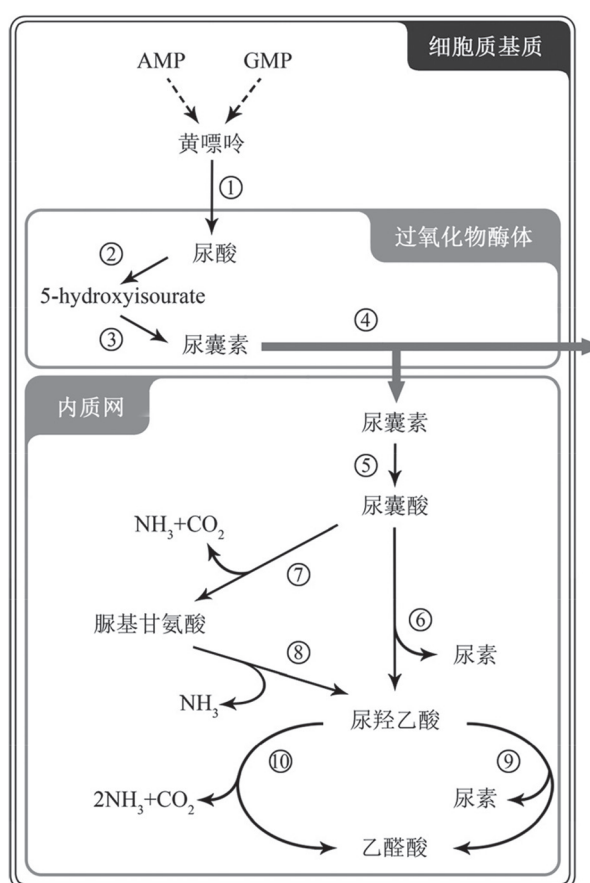 细胞质基质
AMP
GMP
黄嘌呤
①
过氧化物酶体
尿酸
②
5-hydroxyisourate
③
尿囊素
④
内质网
尿囊素
⑤
尿囊酸
NH₃+CO₂
⑦
脲基甘氨酸
⑥
⑧
尿素
NH₃
尿羟乙酸
⑩
⑨
2NH₃+CO₂
尿素
乙醛酸